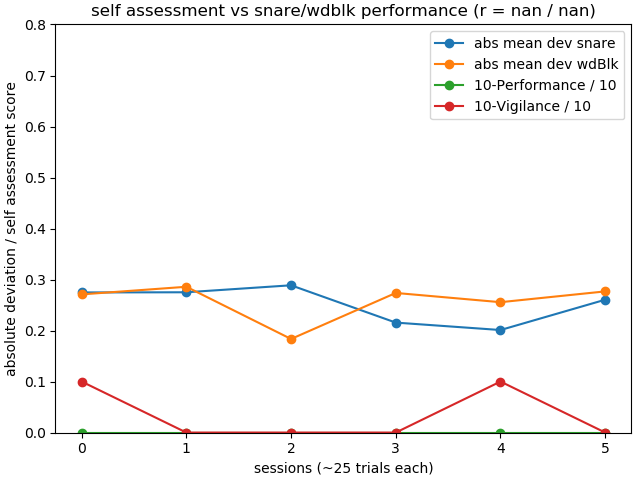 self assessment vs snare/wdblk performance (r = nan / nan)
absolute deviation / self assessment score
0.8
0.7
0.6
0.5
0.4
0.3
0.2
0.1
0.0
abs mean dev snare
abs mean dev wdBlk
10-Performance / 10
10-Vigilance / 10
0 1 2 3 4 5
sessions (~25 trials each)